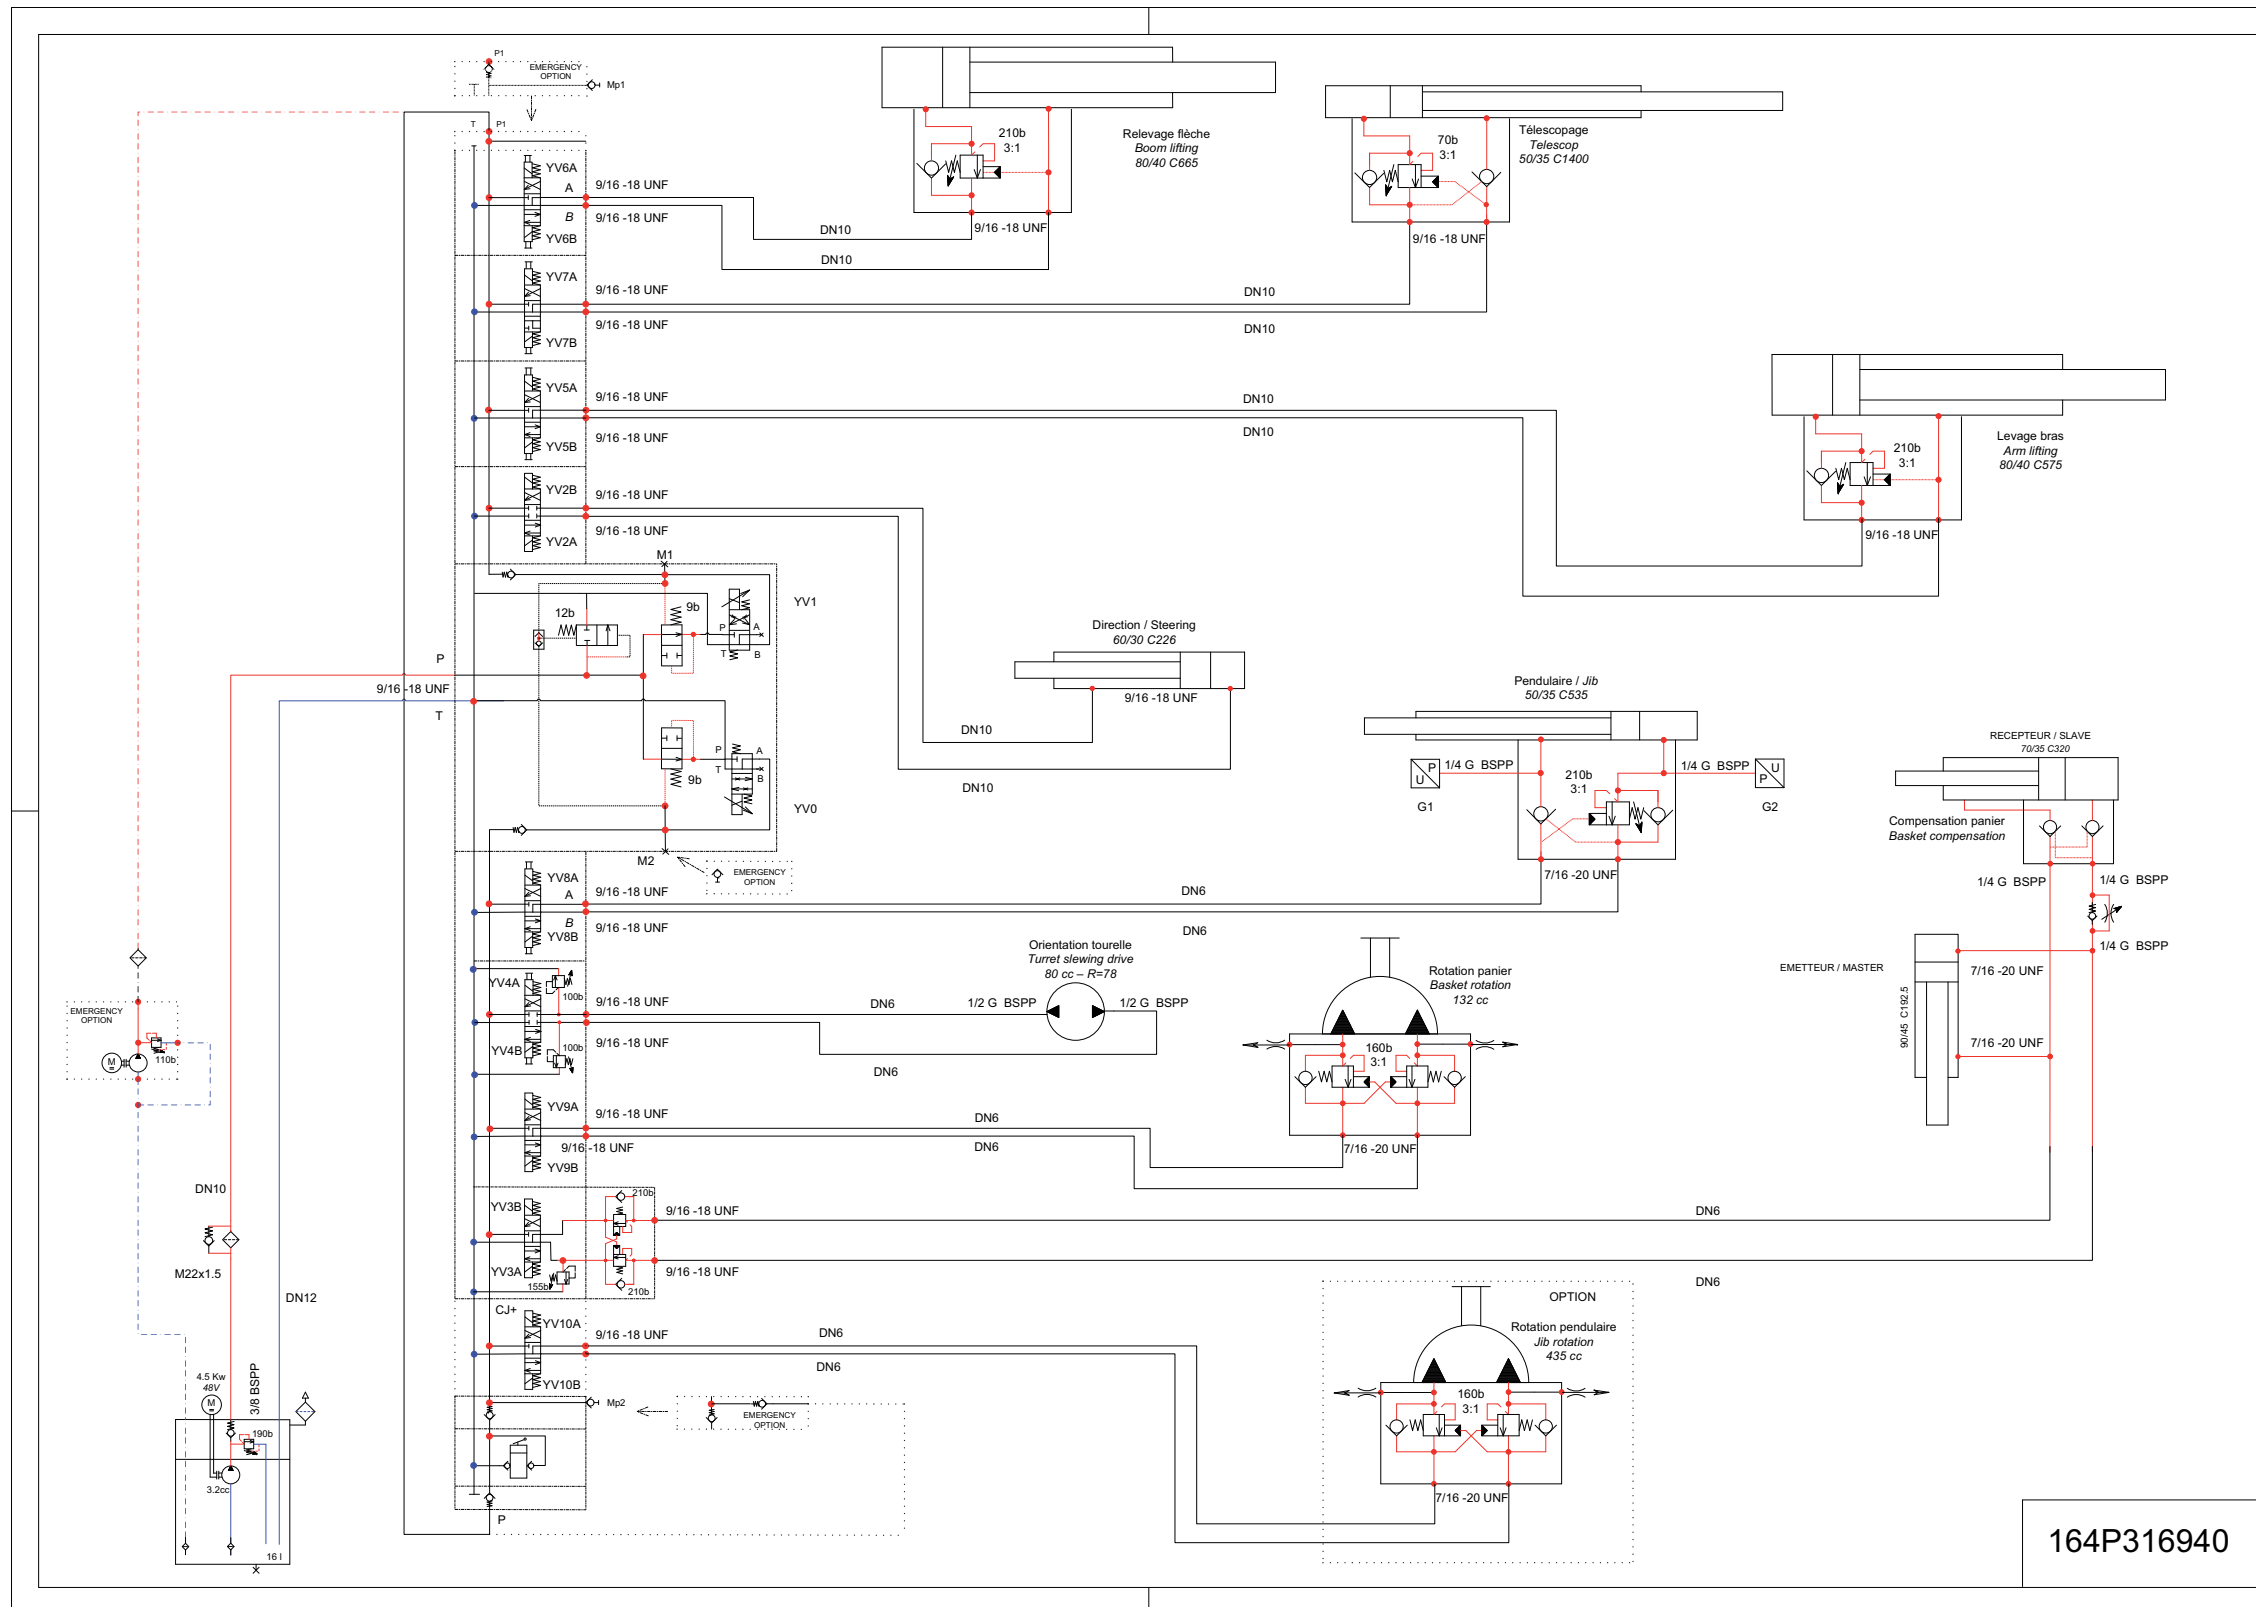 P1
EMERGENCY
OPTION
T
Mp1
T
P1
YV6A
A
9/16 -18 UNF
B
9/16 -18 UNF
YV6B
DN10
DN10
210b
3:1
9/16 -18 UNF
Relevage flèche
Boom lifting
80/40 C665
70b
3:1
9/16 -18 UNF
Télescopage
Telescop
50/35 C1400
YV7A
9/16 -18 UNF
9/16 -18 UNF
YV7B
DN10
DN10
YV5A
9/16 -18 UNF
9/16 -18 UNF
YV5B
DN10
DN10
210b
3:1
9/16 -18 UNF
Levage bras
Arm lifting
80/40 C575
YV2B
9/16 -18 UNF
9/16 -18 UNF
YV2A
M1
12b
9b
YV1
P
A
T
B
P
9/16 -18 UNF
T
9b
P
A
T
B
YV0
M2
EMERGENCY
OPTION
Direction / Steering
60/30 C226
9/16 -18 UNF
DN10
DN10
Pendulaire / Jib
50/35 C535
P
U
1/4 G BSPP
G1
210b
3:1
1/4 G BSPP
U
P
G2
7/16 -20 UNF
RECEPTEUR / SLAVE
70/35 C320
Compensation panier
Basket compensation
1/4 G BSPP
1/4 G BSPP
1/4 G BSPP
EMETTEUR / MASTER
90/45 C192.5
7/16 -20 UNF
7/16 -20 UNF
YV8A
A
9/16 -18 UNF
B
9/16 -18 UNF
YV8B
DN6
DN6
YV4A
100b
9/16 -18 UNF
9/16 -18 UNF
YV4B
100b
DN6
DN6
Orientation tourelle
Turret slewing drive
80 cc – R=78
1/2 G BSPP
1/2 G BSPP
Rotation panier
Basket rotation
132 cc
160b
3:1
7/16 -20 UNF
YV9A
9/16 -18 UNF
9/16 -18 UNF
YV9B
DN6
DN6
YV3B
210b
9/16 -18 UNF
YV3A
155b
210b
9/16 -18 UNF
DN6
DN6
CJ+
YV10A
9/16 -18 UNF
YV10B
DN6
DN6
Mp2
EMERGENCY
OPTION
P
OPTION
Rotation pendulaire
Jib rotation
435 cc
160b
3:1
7/16 -20 UNF
EMERGENCY
OPTION
M
110b
DN10
M22x1.5
DN12
4.5 Kw
48V
M
3/8 BSPP
190b
3.2cc
16 l
164P316940